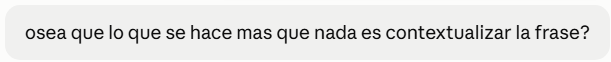 osea que lo que se hace mas que nada es contextualizar la frase?